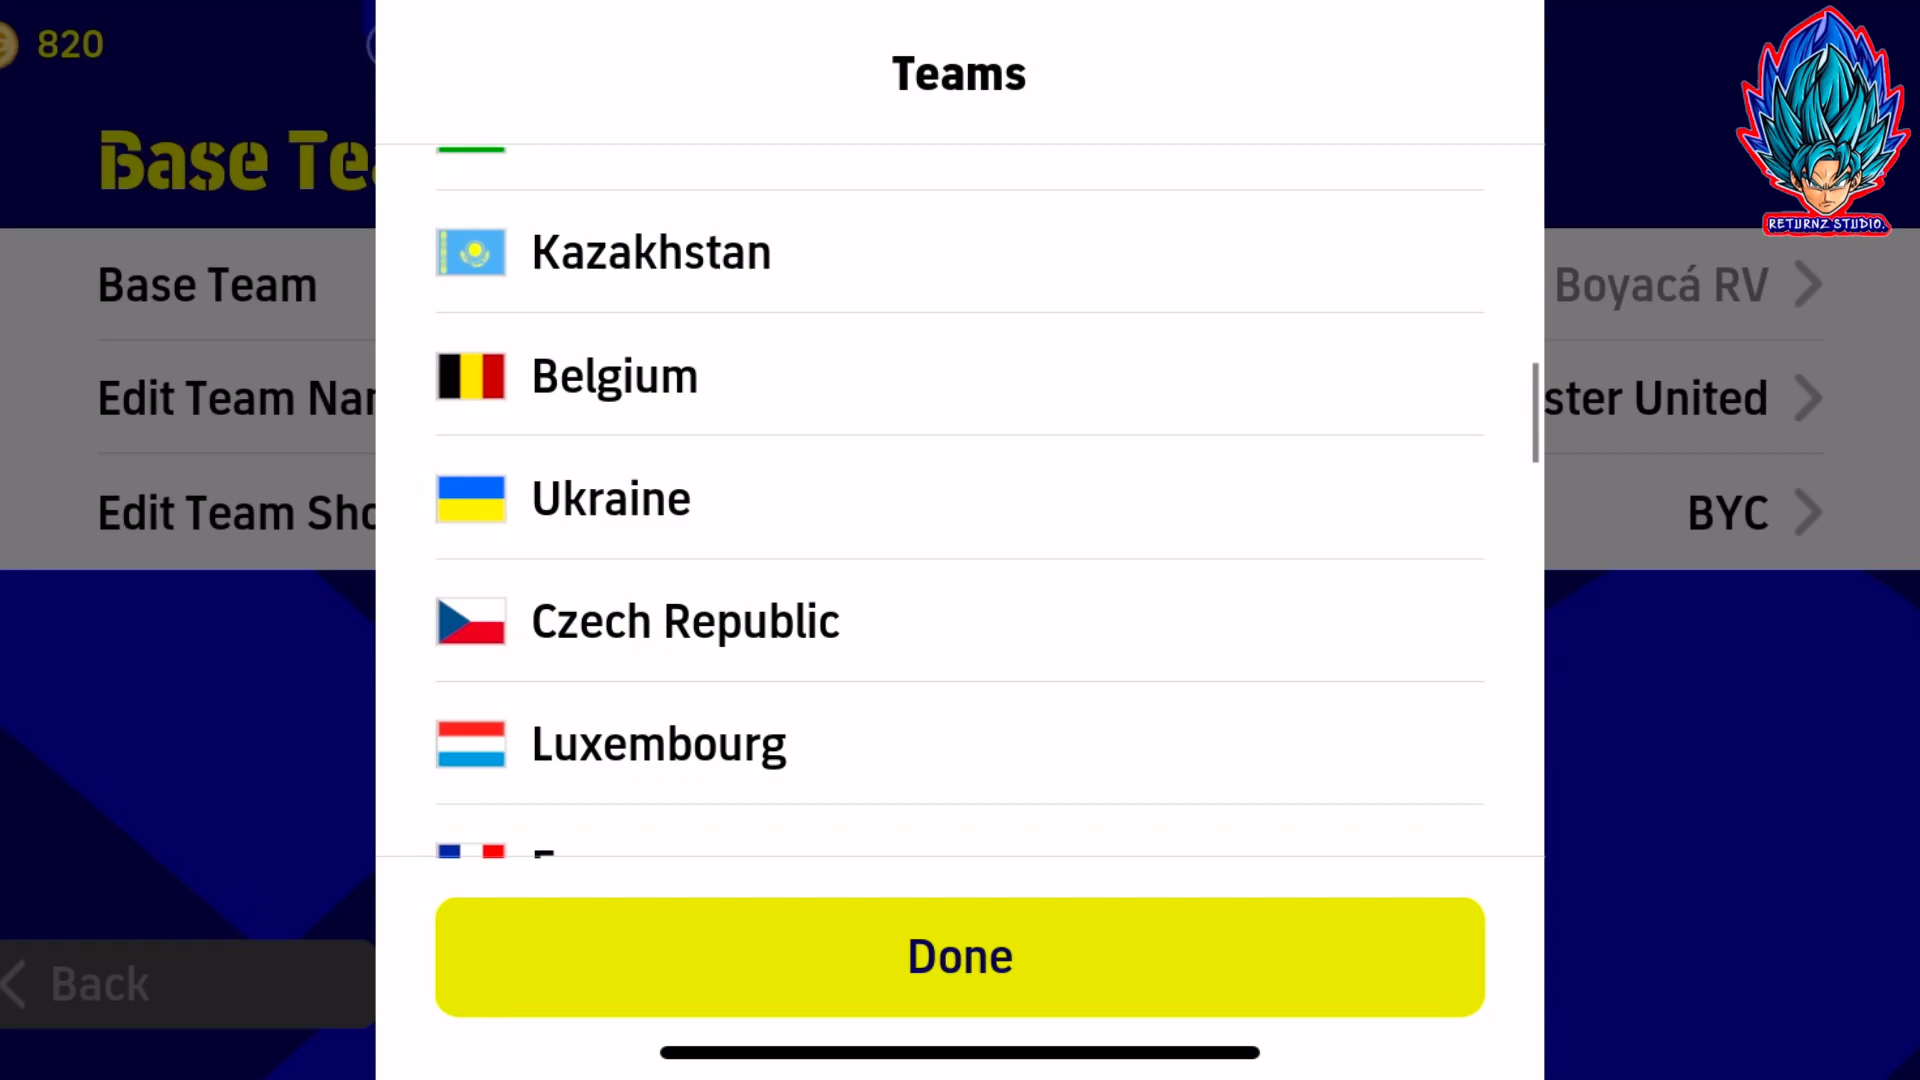 820
Teams
RETURNZ STUDIO.
Base Te
Kazakhstan
Base Team
Boyacá RV
Belgium
Edit Team Nar
ster United
Ukraine
Edit Team Sho
BYC
Czech Republic
Luxembourg
Done
Back